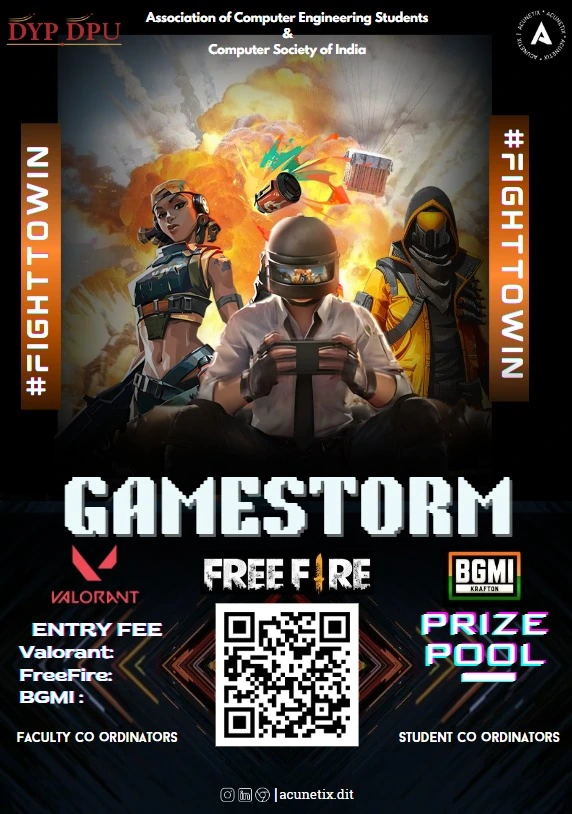 DYP DPU
Association of Computer Engineering Students
&
Computer Society of India
A
#FIGHTTOWIN
#FIGHTTOWIN
GAMESTORM
VALORANT
FREE FIRE
BGMI
KRAFTON
ENTRY FEE
Valorant:
FreeFire:
BGMI :
PRIZE
POOL
FACULTY CO ORDINATORS
STUDENT CO ORDINATORS
|acunetix.dit